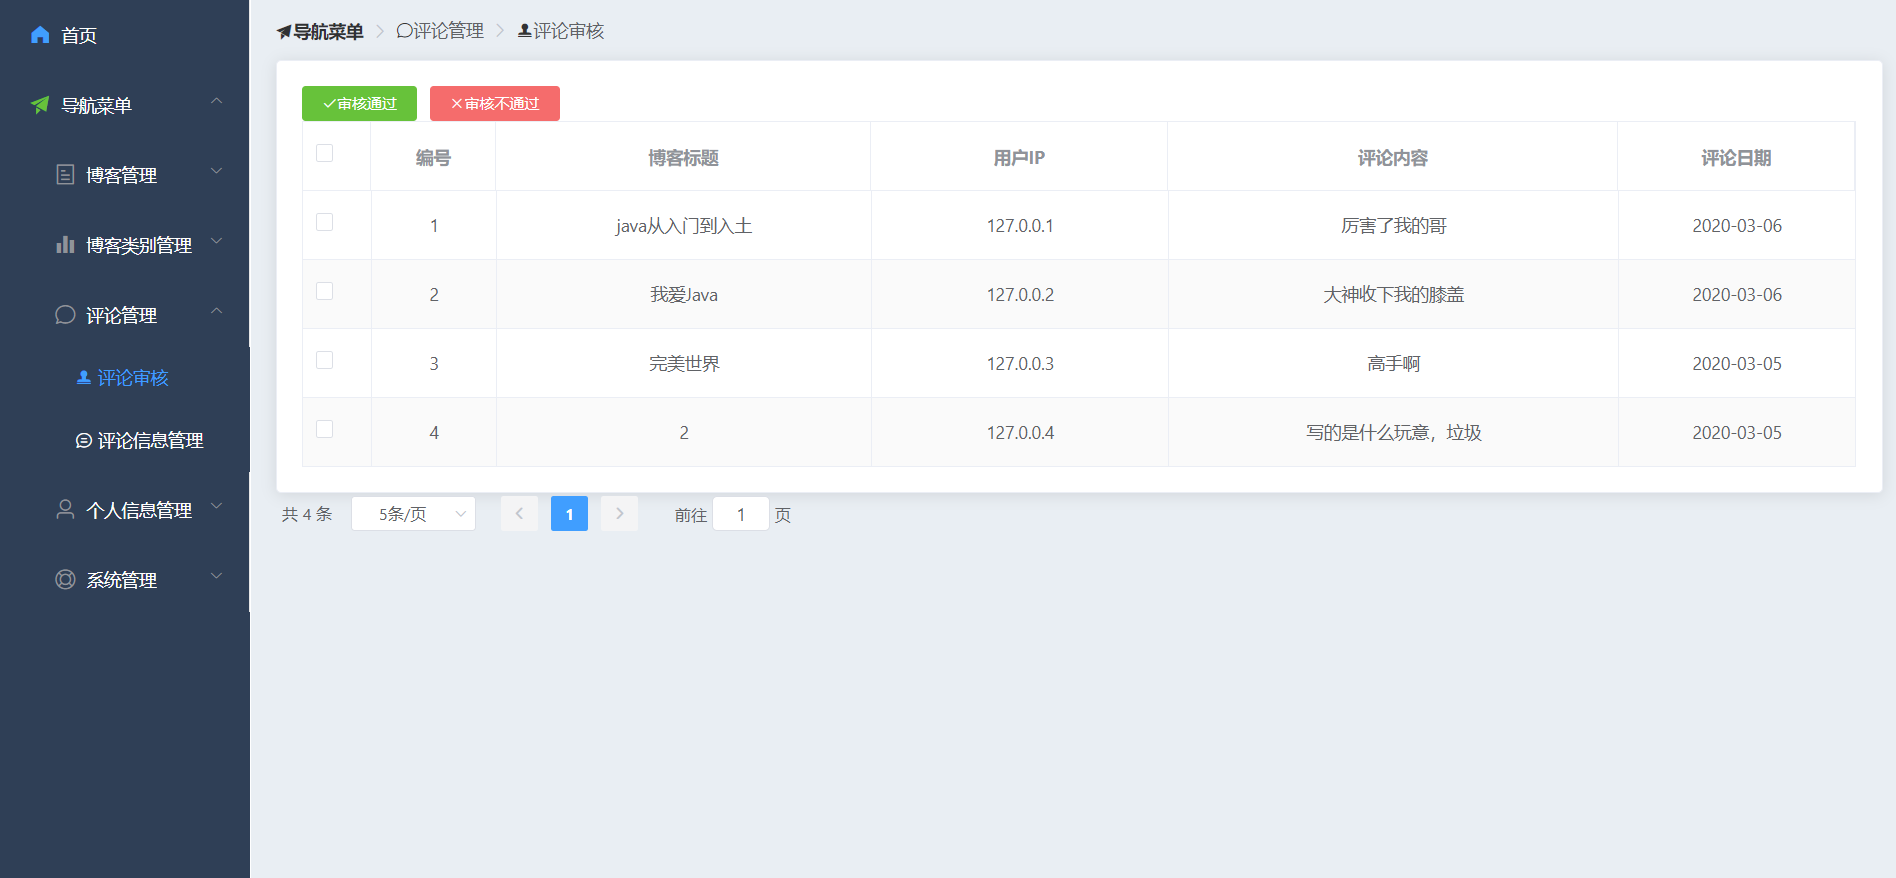 首页
导航菜单
博客管理
博客类别管理
评论管理
评论审核
评论信息管理
个人信息管理
系统管理
导航菜单 > 评论管理 > 评论审核
审核通过 审核不通过
编号 博客标题 用户IP 评论内容 评论日期
1 java从入门到入土 127.0.0.1 厉害了我的哥 2020-03-06
2 我爱Java 127.0.0.2 大神收下我的膝盖 2020-03-06
3 完美世界 127.0.0.3 高手啊 2020-03-05
4 2 127.0.0.4 写的是什么玩意，垃圾 2020-03-05
共 4 条 5条/页 < 1 > 前往 1 页